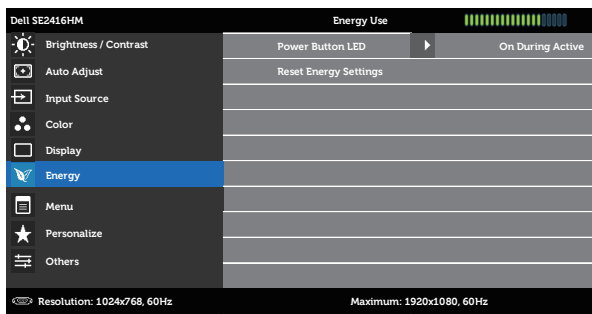 Dell SE2416HM Energy Use
Brightness / Contrast Power Button LED On During Active
Auto Adjust Reset Energy Settings
Input Source
Color
Display
Energy
Menu
Personalize
Others
Resolution: 1024x768, 60Hz Maximum: 1920x1080, 60Hz